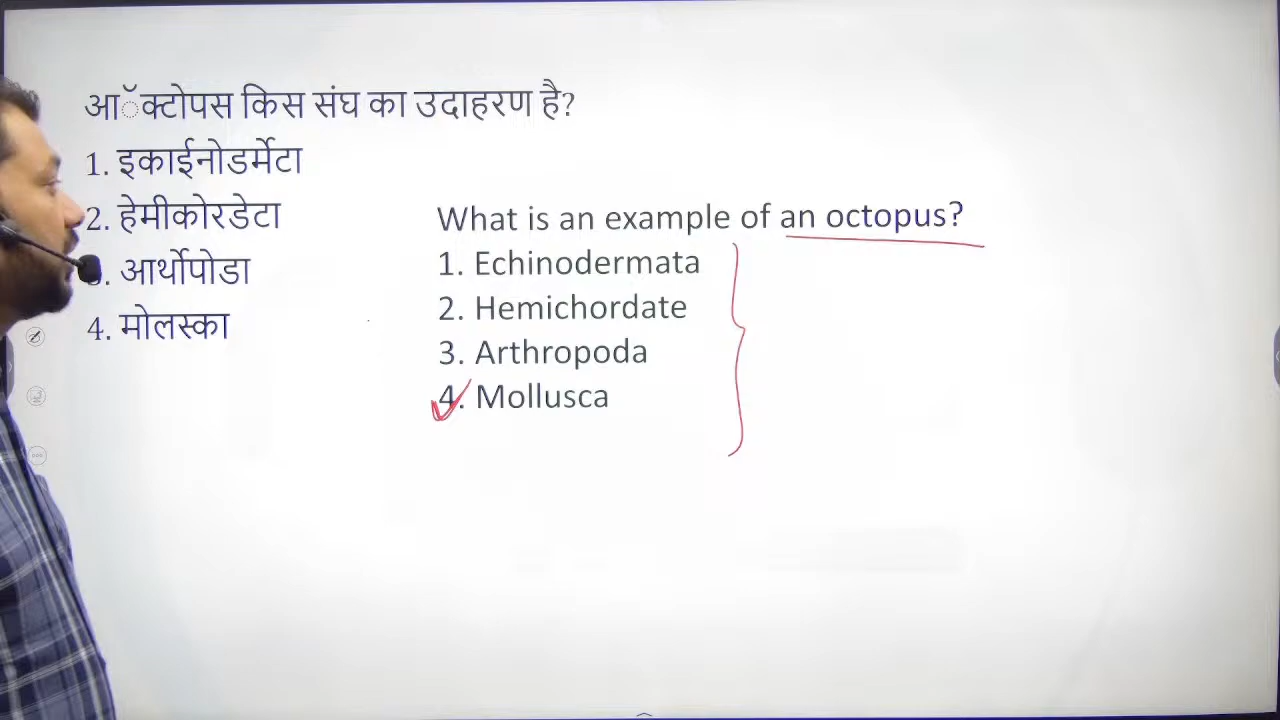 आॅक्टोपस किस संघ का उदाहरण है?
1. इकाईनोडर्मेटा
2. हेमीकोरडेटा
3. आर्थोपोडा
4. मोलस्का
What is an example of an octopus?
1. Echinodermata
2. Hemichordate
3. Arthropoda
4. Mollusca